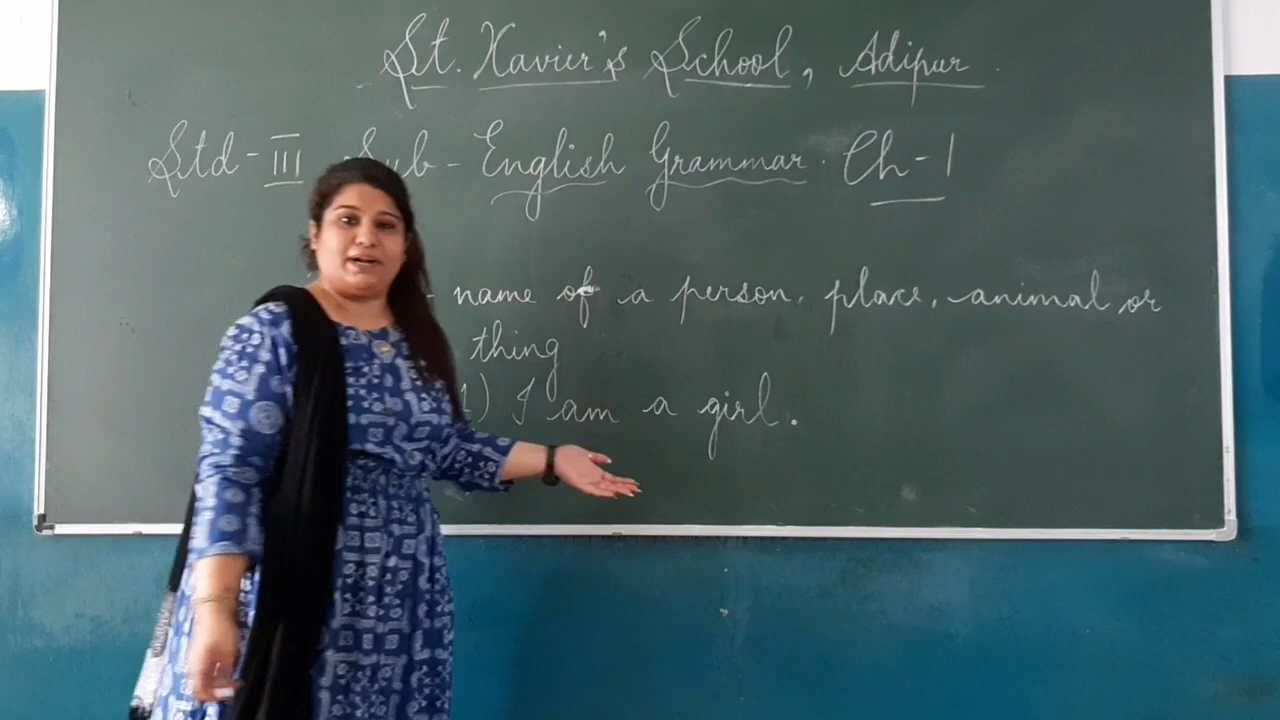 St. Xavier's School, Adipur.
Std - III Sub - English Grammar. Ch - 1
- name of a person, place, animal, or
thing
1) I am a girl.